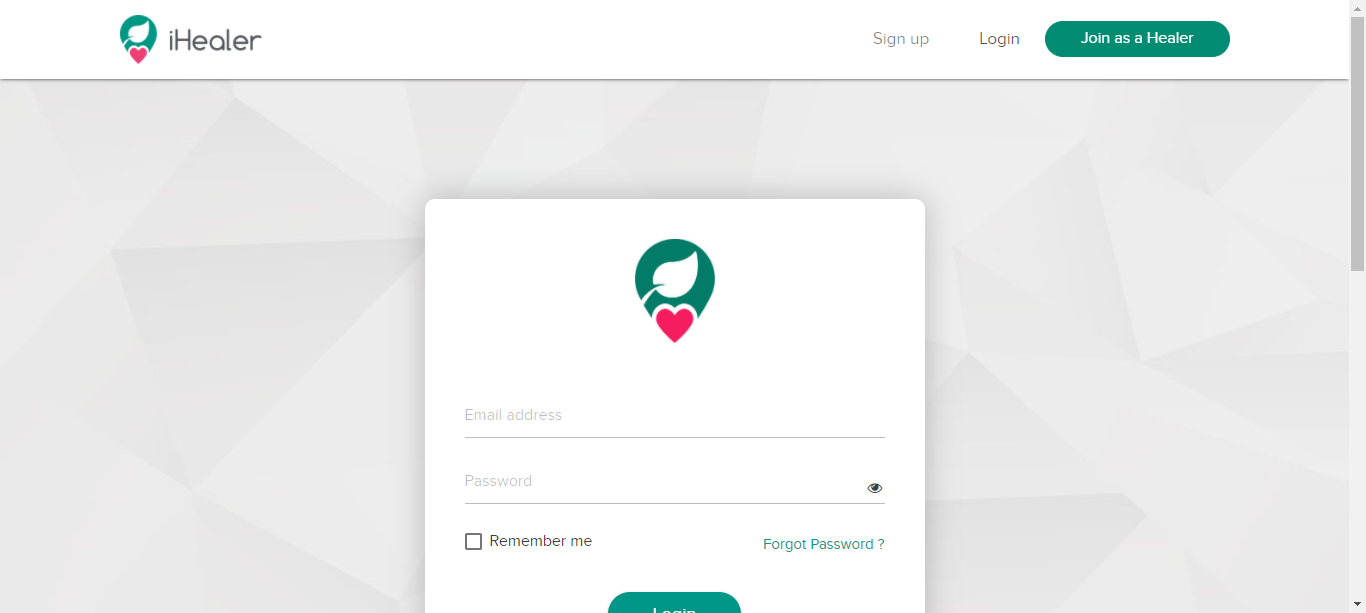 iHealer
Sign up
Login
Join as a Healer
Email address
Password
Remember me
Forgot Password ?
Login